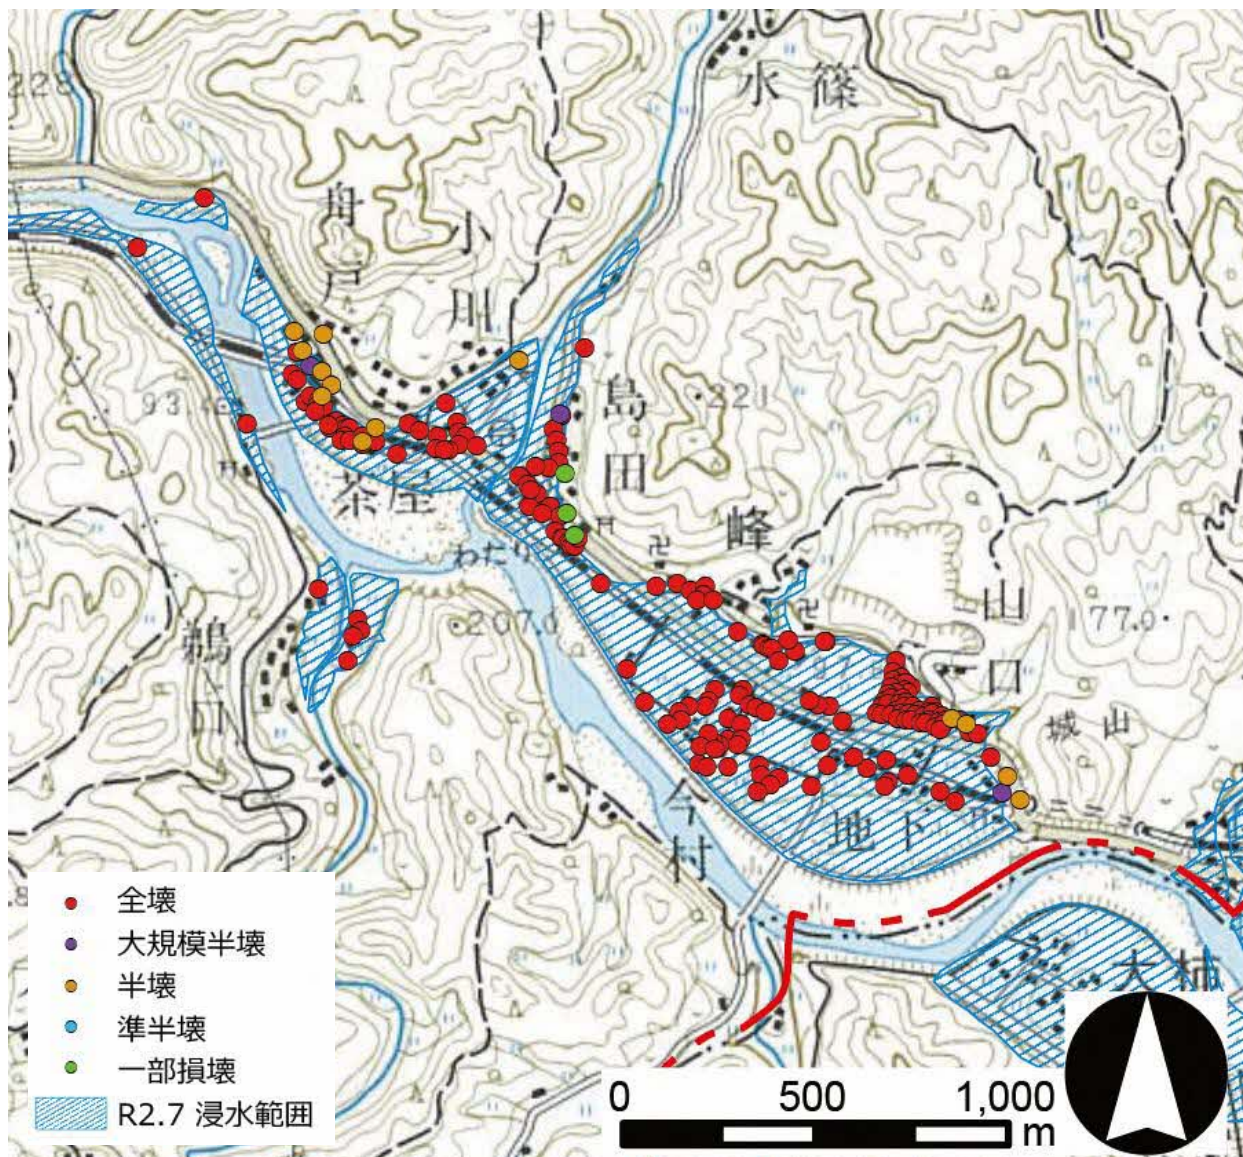 228
水篠
舟戸
小川
島田
221
93.4
茶屋
わたり
峰
207.0
鵜口
山口
177.0
城山
今村
地下
大柿
全壊
大規模半壊
半壊
準半壊
一部損壊
R2.7 浸水範囲
0 500 1,000
m